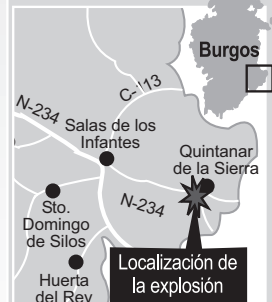 Burgos
C-113
N-234
Salas de los
Infantes
Quintanar
de la Sierra
N-234
Sto.
Domingo
de Silos
Localización de
la explosión
Huerta
del Rey